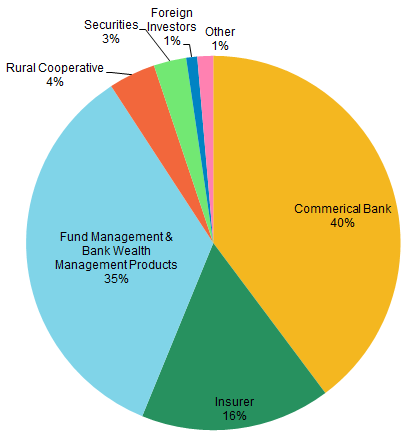 Foreign
Investors
1%
Securities
3%
Other
1%
Rural Cooperative
4%
Commerical Bank
40%
Fund Management &
Bank Wealth
Management Products
35%
Insurer
16%